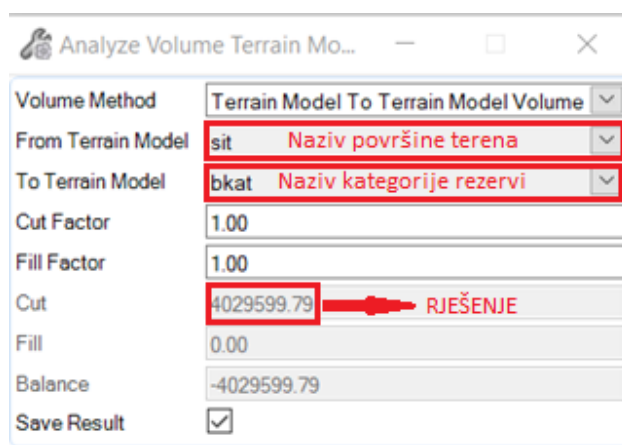 Analyze Volume Terrain Mo...
Volume Method Terrain Model To Terrain Model Volume
From Terrain Model sit Naziv površine terena
To Terrain Model bkat Naziv kategorije rezervi
Cut Factor 1.00
Fill Factor 1.00
Cut 4029599.79 RJEŠENJE
Fill 0.00
Balance -4029599.79
Save Result